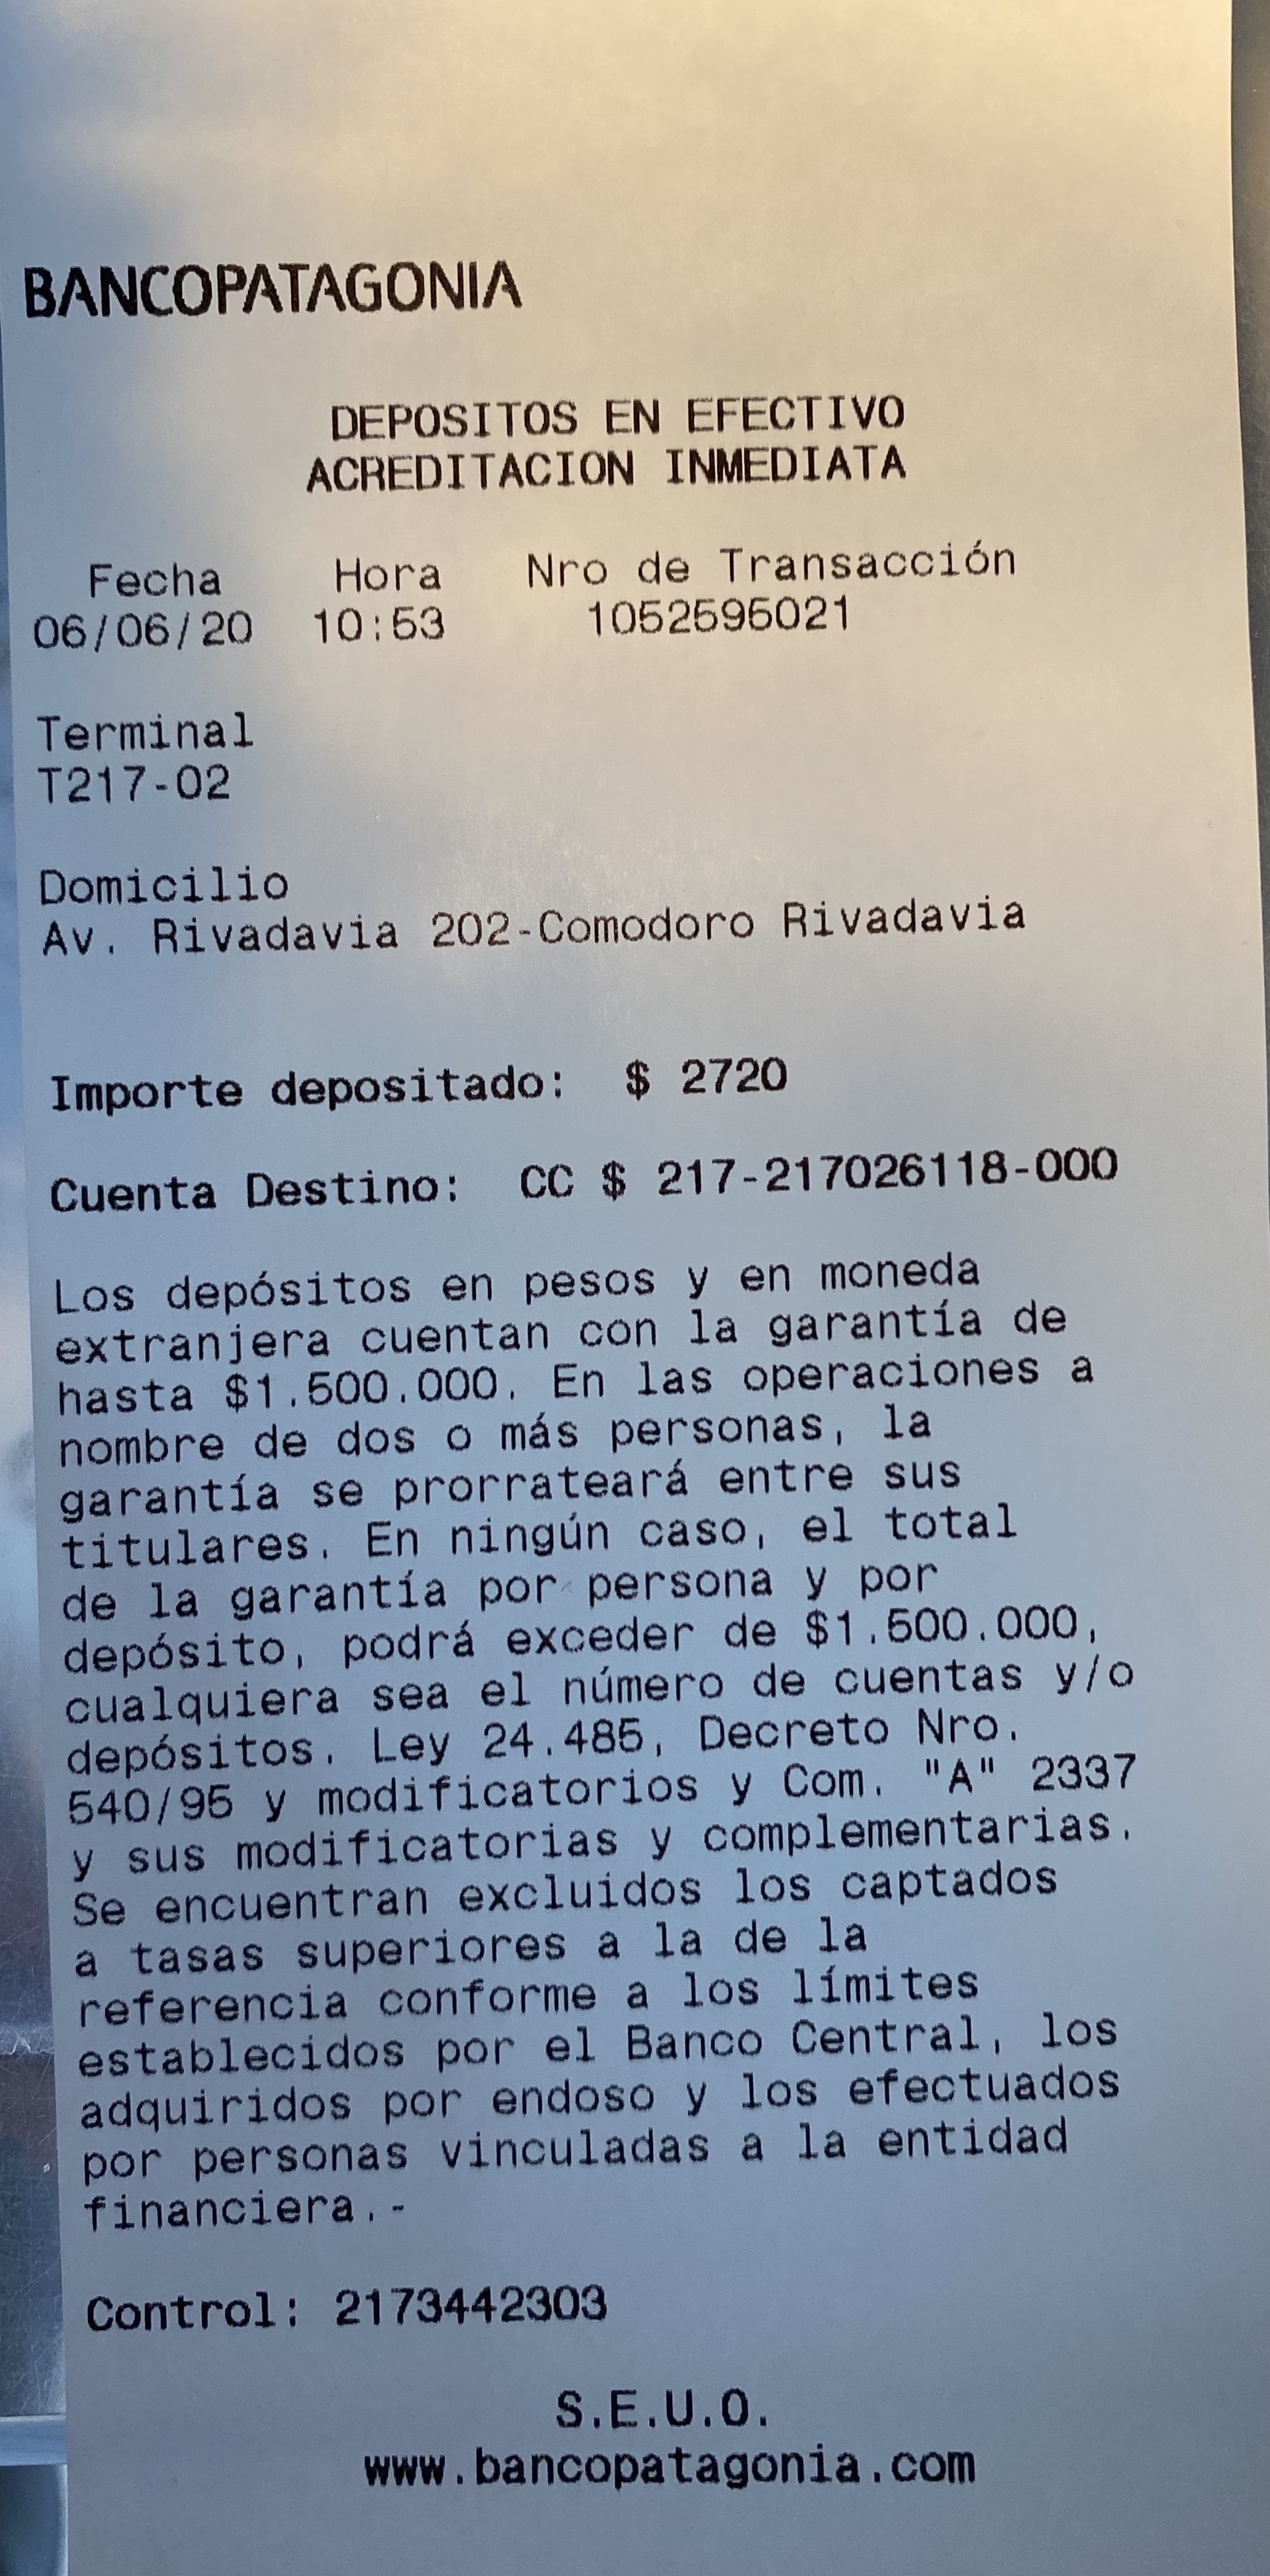 BANCOPATAGONIA
DEPOSITOS EN EFECTIVO
ACREDITACION INMEDIATA
Fecha Hora Nro de Transacción
06/06/20 10:53 1052595021
Terminal
T217-02
Domicilio
Av. Rivadavia 202-Comodoro Rivadavia
Importe depositado: $ 2720
Cuenta Destino: CC $ 217-217026118-000
Los depósitos en pesos y en moneda
extranjera cuentan con la garantía de
hasta $1.500.000. En las operaciones a
nombre de dos o más personas, la
garantía se prorrateará entre sus
titulares. En ningún caso, el total
de la garantía por persona y por
depósito, podrá exceder de $1.500.000,
cualquiera sea el número de cuentas y/o
depósitos. Ley 24.485, Decreto Nro.
540/95 y modificatorios y Com. "A" 2337
y sus modificatorias y complementarias.
Se encuentran excluidos los captados
a tasas superiores a la de la
referencia conforme a los límites
establecidos por el Banco Central, los
adquiridos por endoso y los efectuados
por personas vinculadas a la entidad
financiera.-
Control: 2173442303
S.E.U.O.
www.bancopatagonia.com